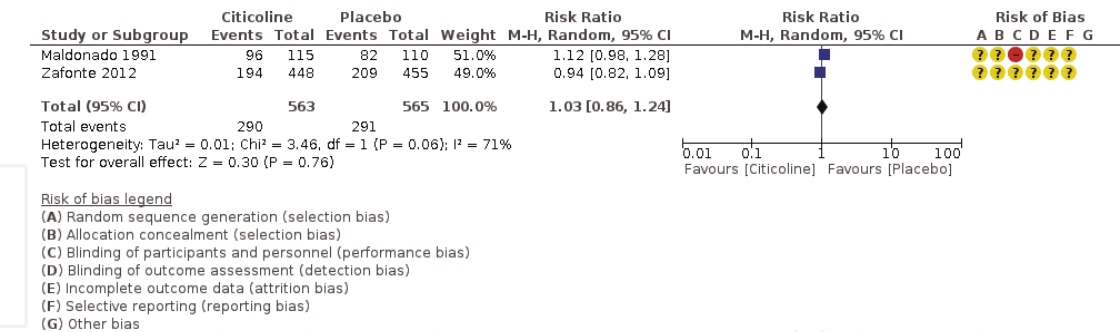 Citicoline Placebo Risk Ratio Risk Ratio Risk of Bias
Study or Subgroup Events Total Events Total Weight M-H, Random, 95% CI M-H, Random, 95% CI A B C D E F G
Maldonado 1991 96 115 82 110 51.0% 1.12 [0.98, 1.28] ? ? – ? ? ?
Zafonte 2012 194 448 209 455 49.0% 0.94 [0.82, 1.09] ? ? ? ? ? ?
Total (95% CI) 563 565 100.0% 1.03 [0.86, 1.24]
Total events 290 291
Heterogeneity: Tau² = 0.01; Chi² = 3.46, df = 1 (P = 0.06); I² = 71%
Test for overall effect: Z = 0.30 (P = 0.76)
0.01 0.1 1 10 100
Favours [Citicoline] Favours [Placebo]
Risk of bias legend
(A) Random sequence generation (selection bias)
(B) Allocation concealment (selection bias)
(C) Blinding of participants and personnel (performance bias)
(D) Blinding of outcome assessment (detection bias)
(E) Incomplete outcome data (attrition bias)
(F) Selective reporting (reporting bias)
(G) Other bias